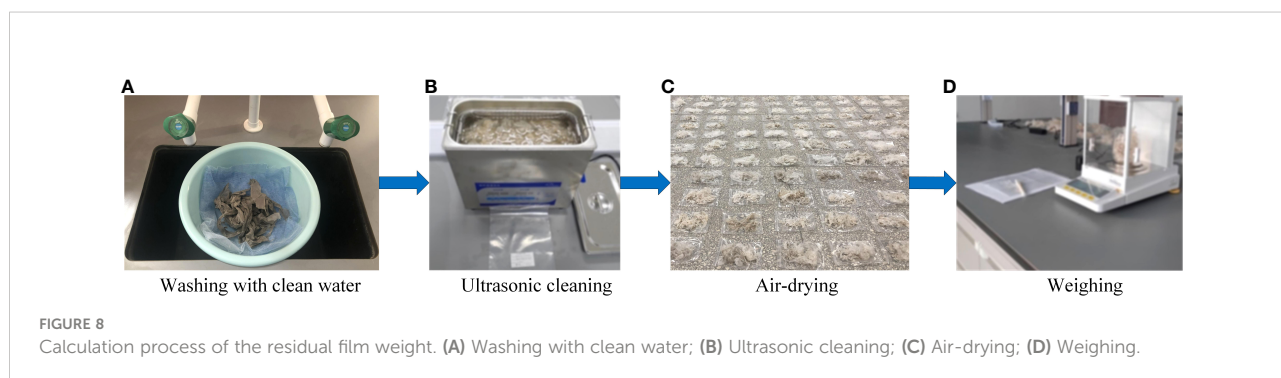 A B C D
Washing with clean water Ultrasonic cleaning Air-drying Weighing
FIGURE 8
Calculation process of the residual film weight. (A) Washing with clean water; (B) Ultrasonic cleaning; (C) Air-drying; (D) Weighing.